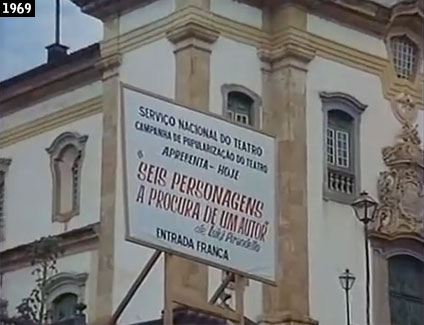 1969
SERVIÇO NACIONAL DO TEATRO
CAMPANHA DE POPULARIZAÇÃO DO TEATRO
APRESENTA - HOJE
"SEIS PERSONAGENS
A PROCURA DE UM AUTOR"
de Luigi Pirandello
ENTRADA FRANCA